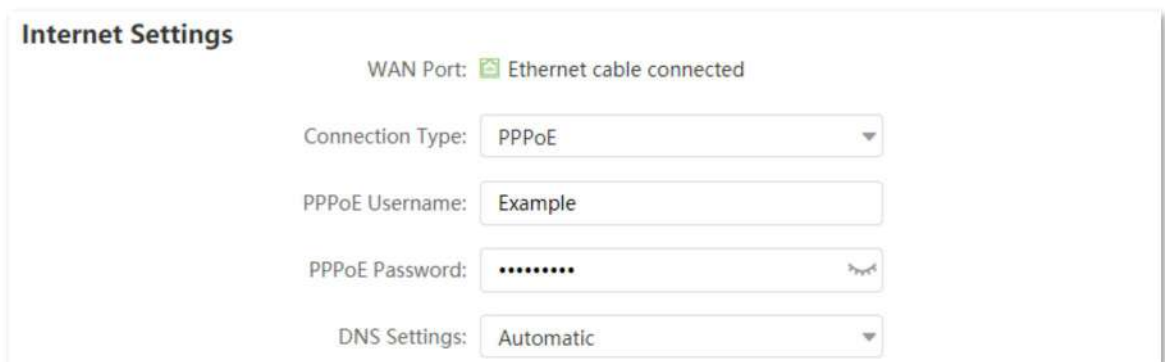 Internet Settings
WAN Port: Ethernet cable connected
Connection Type: PPPoE
PPPoE Username: Example
PPPoE Password: •••••••••
DNS Settings: Automatic